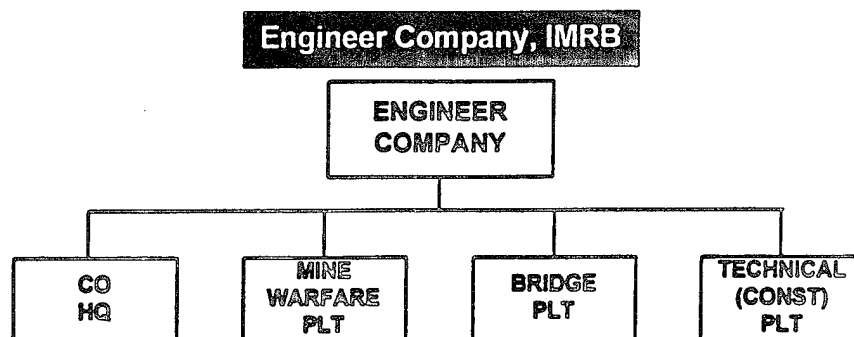 Engineer Company, IMRB
ENGINEER
COMPANY
CO
HQ
MINE
WARFARE
PLT
BRIDGE
PLT
TECHNICAL
(CONST)
PLT